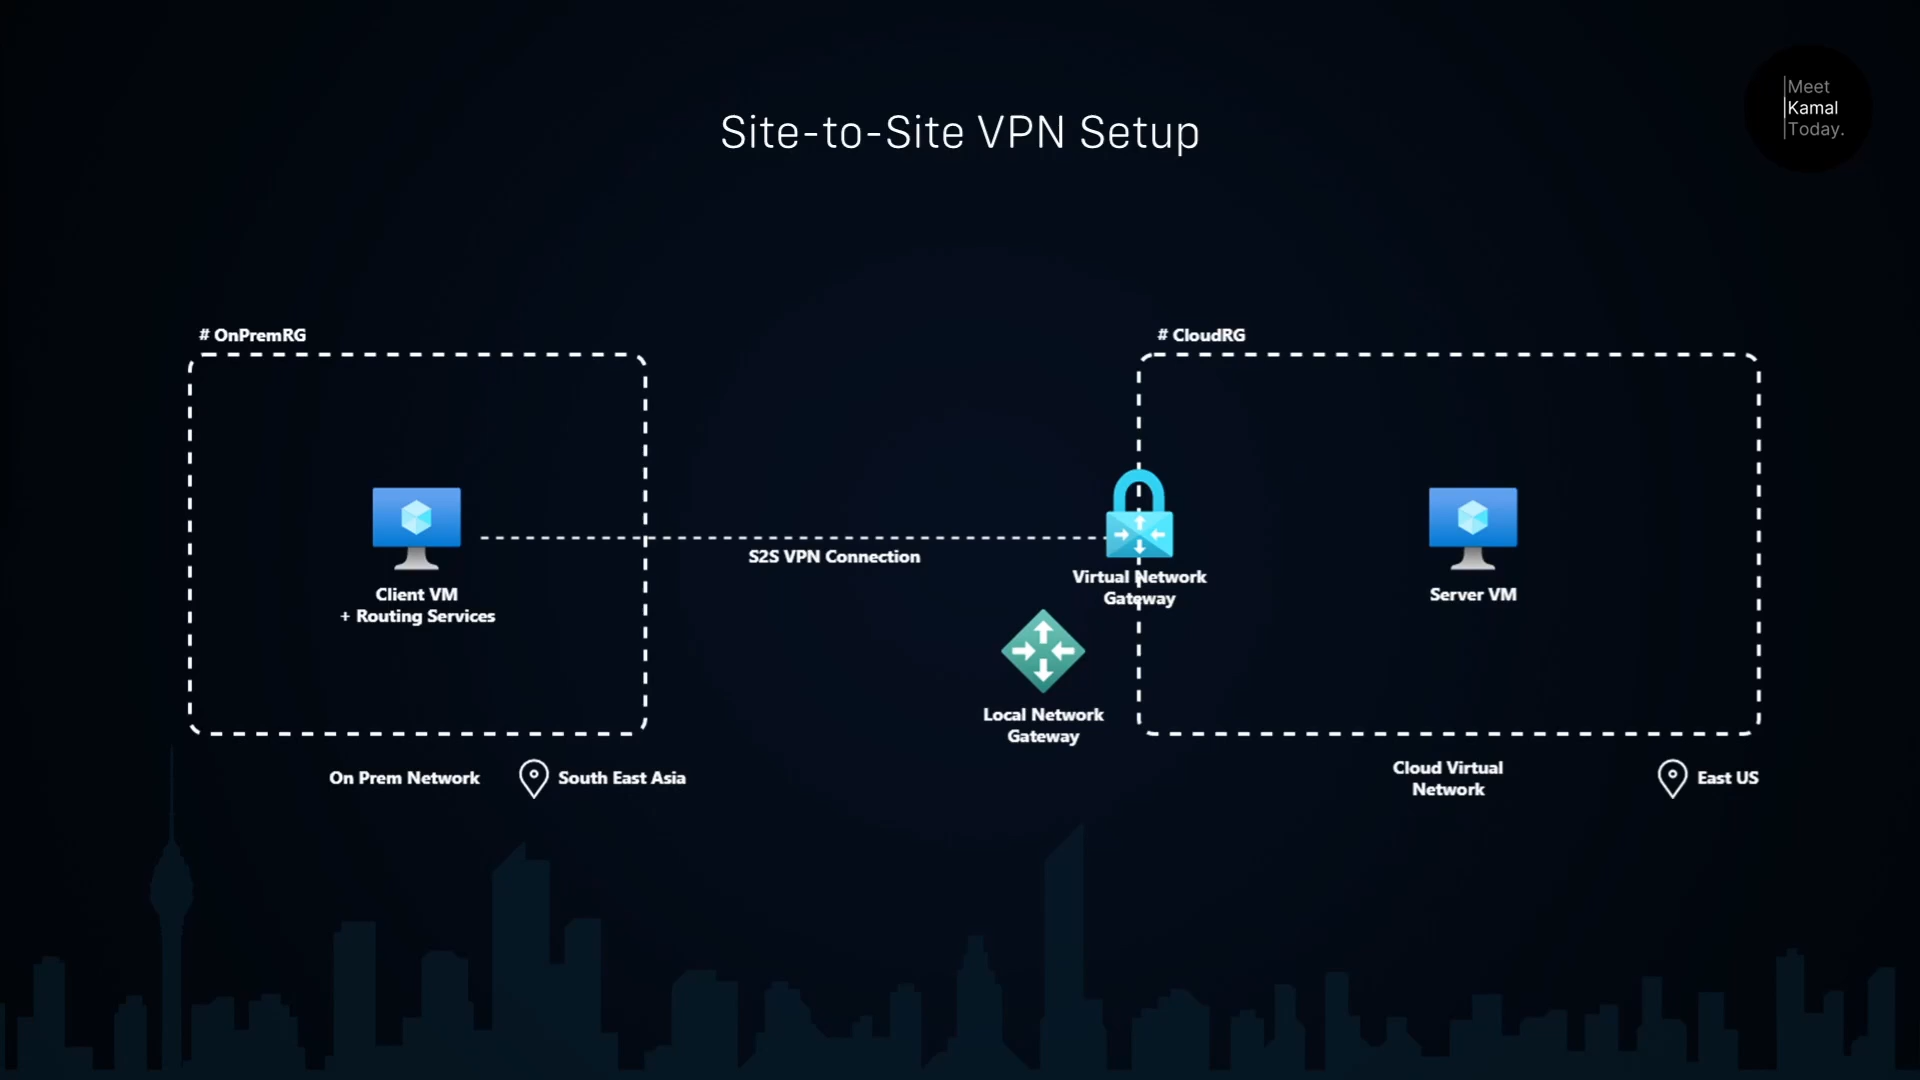 Meet
Kamal
Today.
Site-to-Site VPN Setup
# OnPremRG
# CloudRG
S2S VPN Connection
Client VM
+ Routing Services
Virtual Network
Gateway
Server VM
Local Network
Gateway
On Prem Network
South East Asia
Cloud Virtual
Network
East US